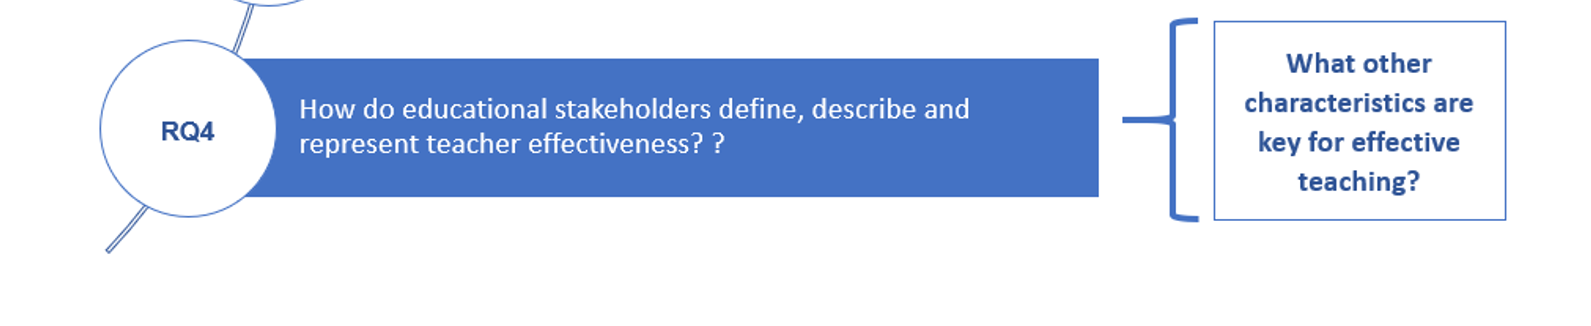 RQ4
How do educational stakeholders define, describe and
represent teacher effectiveness? ?
What other
characteristics are
key for effective
teaching?